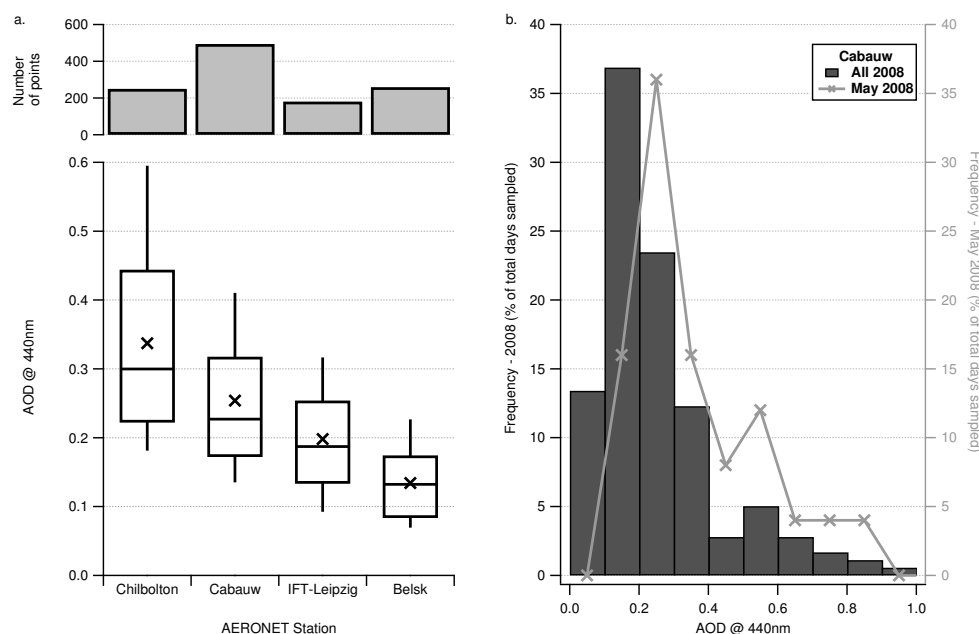 a.
600
400
200
0
Number
of points
0.6
0.5
0.4
0.3
0.2
0.1
0.0
AOD @ 440nm
Chilbolton Cabauw IFT-Leipzig Belsk
AERONET Station
b.
40
35
30
25
20
15
10
5
0
Frequency - 2008 (% of total days sampled)
Cabauw
All 2008
May 2008
40
35
30
25
20
15
10
5
0
Frequency - May 2008 (% of total days sampled)
0.0 0.2 0.4 0.6 0.8 1.0
AOD @ 440nm